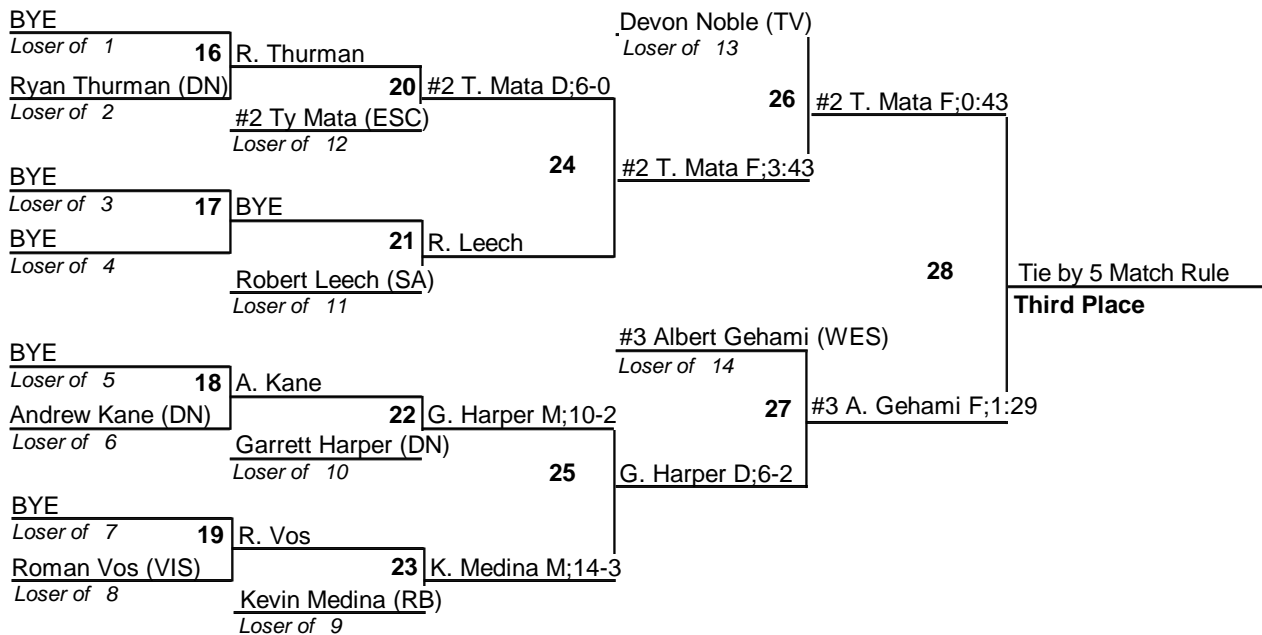 BYE
Loser of 1
16
R. Thurman
Ryan Thurman (DN)
Loser of 2
20
#2 T. Mata D;6-0
#2 Ty Mata (ESC)
Loser of 12
BYE
Loser of 3
17
BYE
BYE
Loser of 4
21
R. Leech
Robert Leech (SA)
Loser of 11
24
#2 T. Mata F;3:43
Devon Noble (TV)
Loser of 13
26
#2 T. Mata F;0:43
BYE
Loser of 5
18
A. Kane
Andrew Kane (DN)
Loser of 6
22
G. Harper M;10-2
Garrett Harper (DN)
Loser of 10
BYE
Loser of 7
19
R. Vos
Roman Vos (VIS)
Loser of 8
23
K. Medina M;14-3
Kevin Medina (RB)
Loser of 9
25
G. Harper D;6-2
#3 Albert Gehami (WES)
Loser of 14
27
#3 A. Gehami F;1:29
28
Tie by 5 Match Rule
Third Place